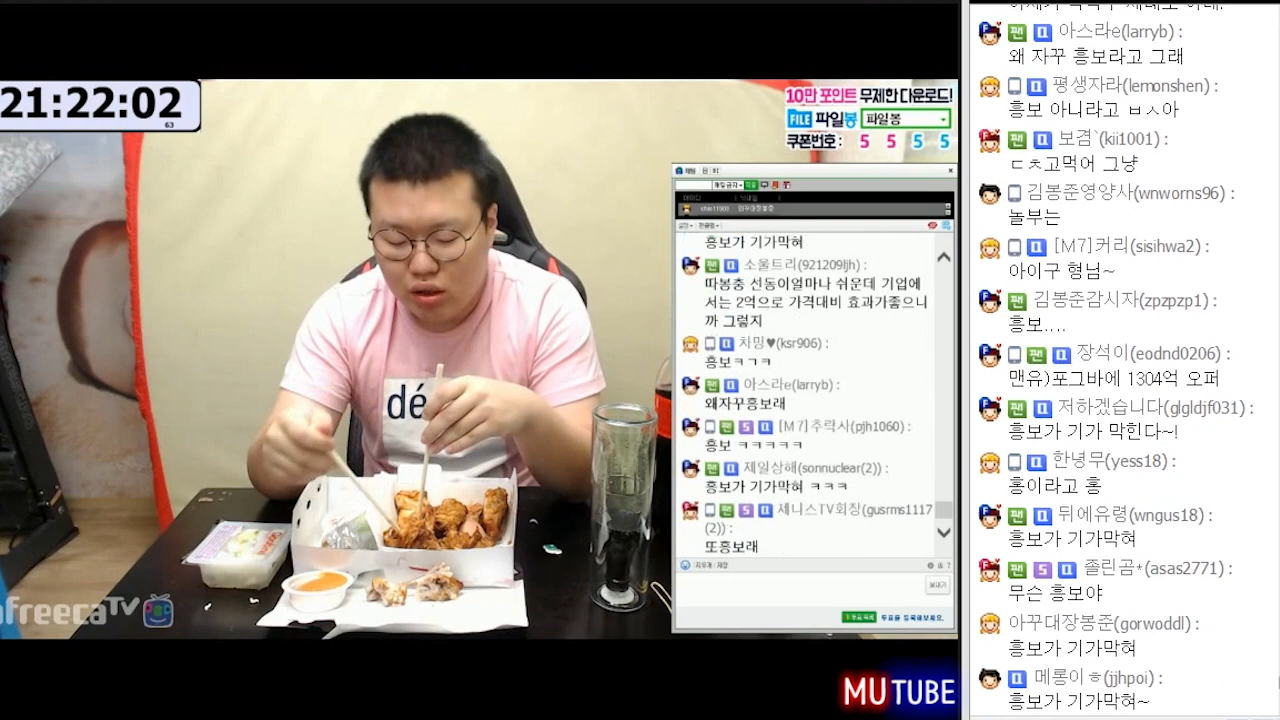 21:22:02
63
10만 포인트 무제한 다운로드!
FILE 파일봉 파일봉
쿠폰번호 : 5 5 5 5
dé
afreecaTV
채팅
흥보가 기가막혀
소울트리(921209ljh) :
따봉충 선동이얼마나 쉬운데 기업에
서는 2억으로 가격대비 효과가좋으니
까 그렇지
차밍♥(ksr906) :
흥보ㅋㄱㅋ
아스라e(larryb) :
왜자꾸흥보래
[M7]추락사(pjh1060) :
흥보 ㅋㅋㅋㅋㅋ
제일상해(sonnuclear(2)) :
흥보가 기가막혀 ㅋㅋㅋ
제니스TV회장(gusrms1117
(2)) :
또흥보래
보내기
MUTUBE
아스라e(larryb) :
왜 자꾸 흥보라고 그래
평생자라(lemonshen) :
흥보 아니라고 ㅂㅅ아
보겸`(kii1001) :
ㄷㅊ고먹어 그냥
김봉준영양사(wnworns96) :
놀부는
[M7]커리(sisihwa2) :
아이구 형님~
김봉준감시자(zpzpzp1) :
흥보....
장석이(eodnd0206) :
맨유)포그바에 1304억 오퍼
저하겠습니다(glgldjf031) :
흥보가 기가 막힌다~!
한녕무(yess18) :
홍이라고 홍
뒤에유령(wngus18) :
흥보가 기가막혀
졸린곰*(asas2771) :
무슨 흥보야
아꾸대장봉준(gorwoddl) :
흥보가 기가막혀
메롱이ㅎ(jjhpoi) :
흥보가 기가막혀~